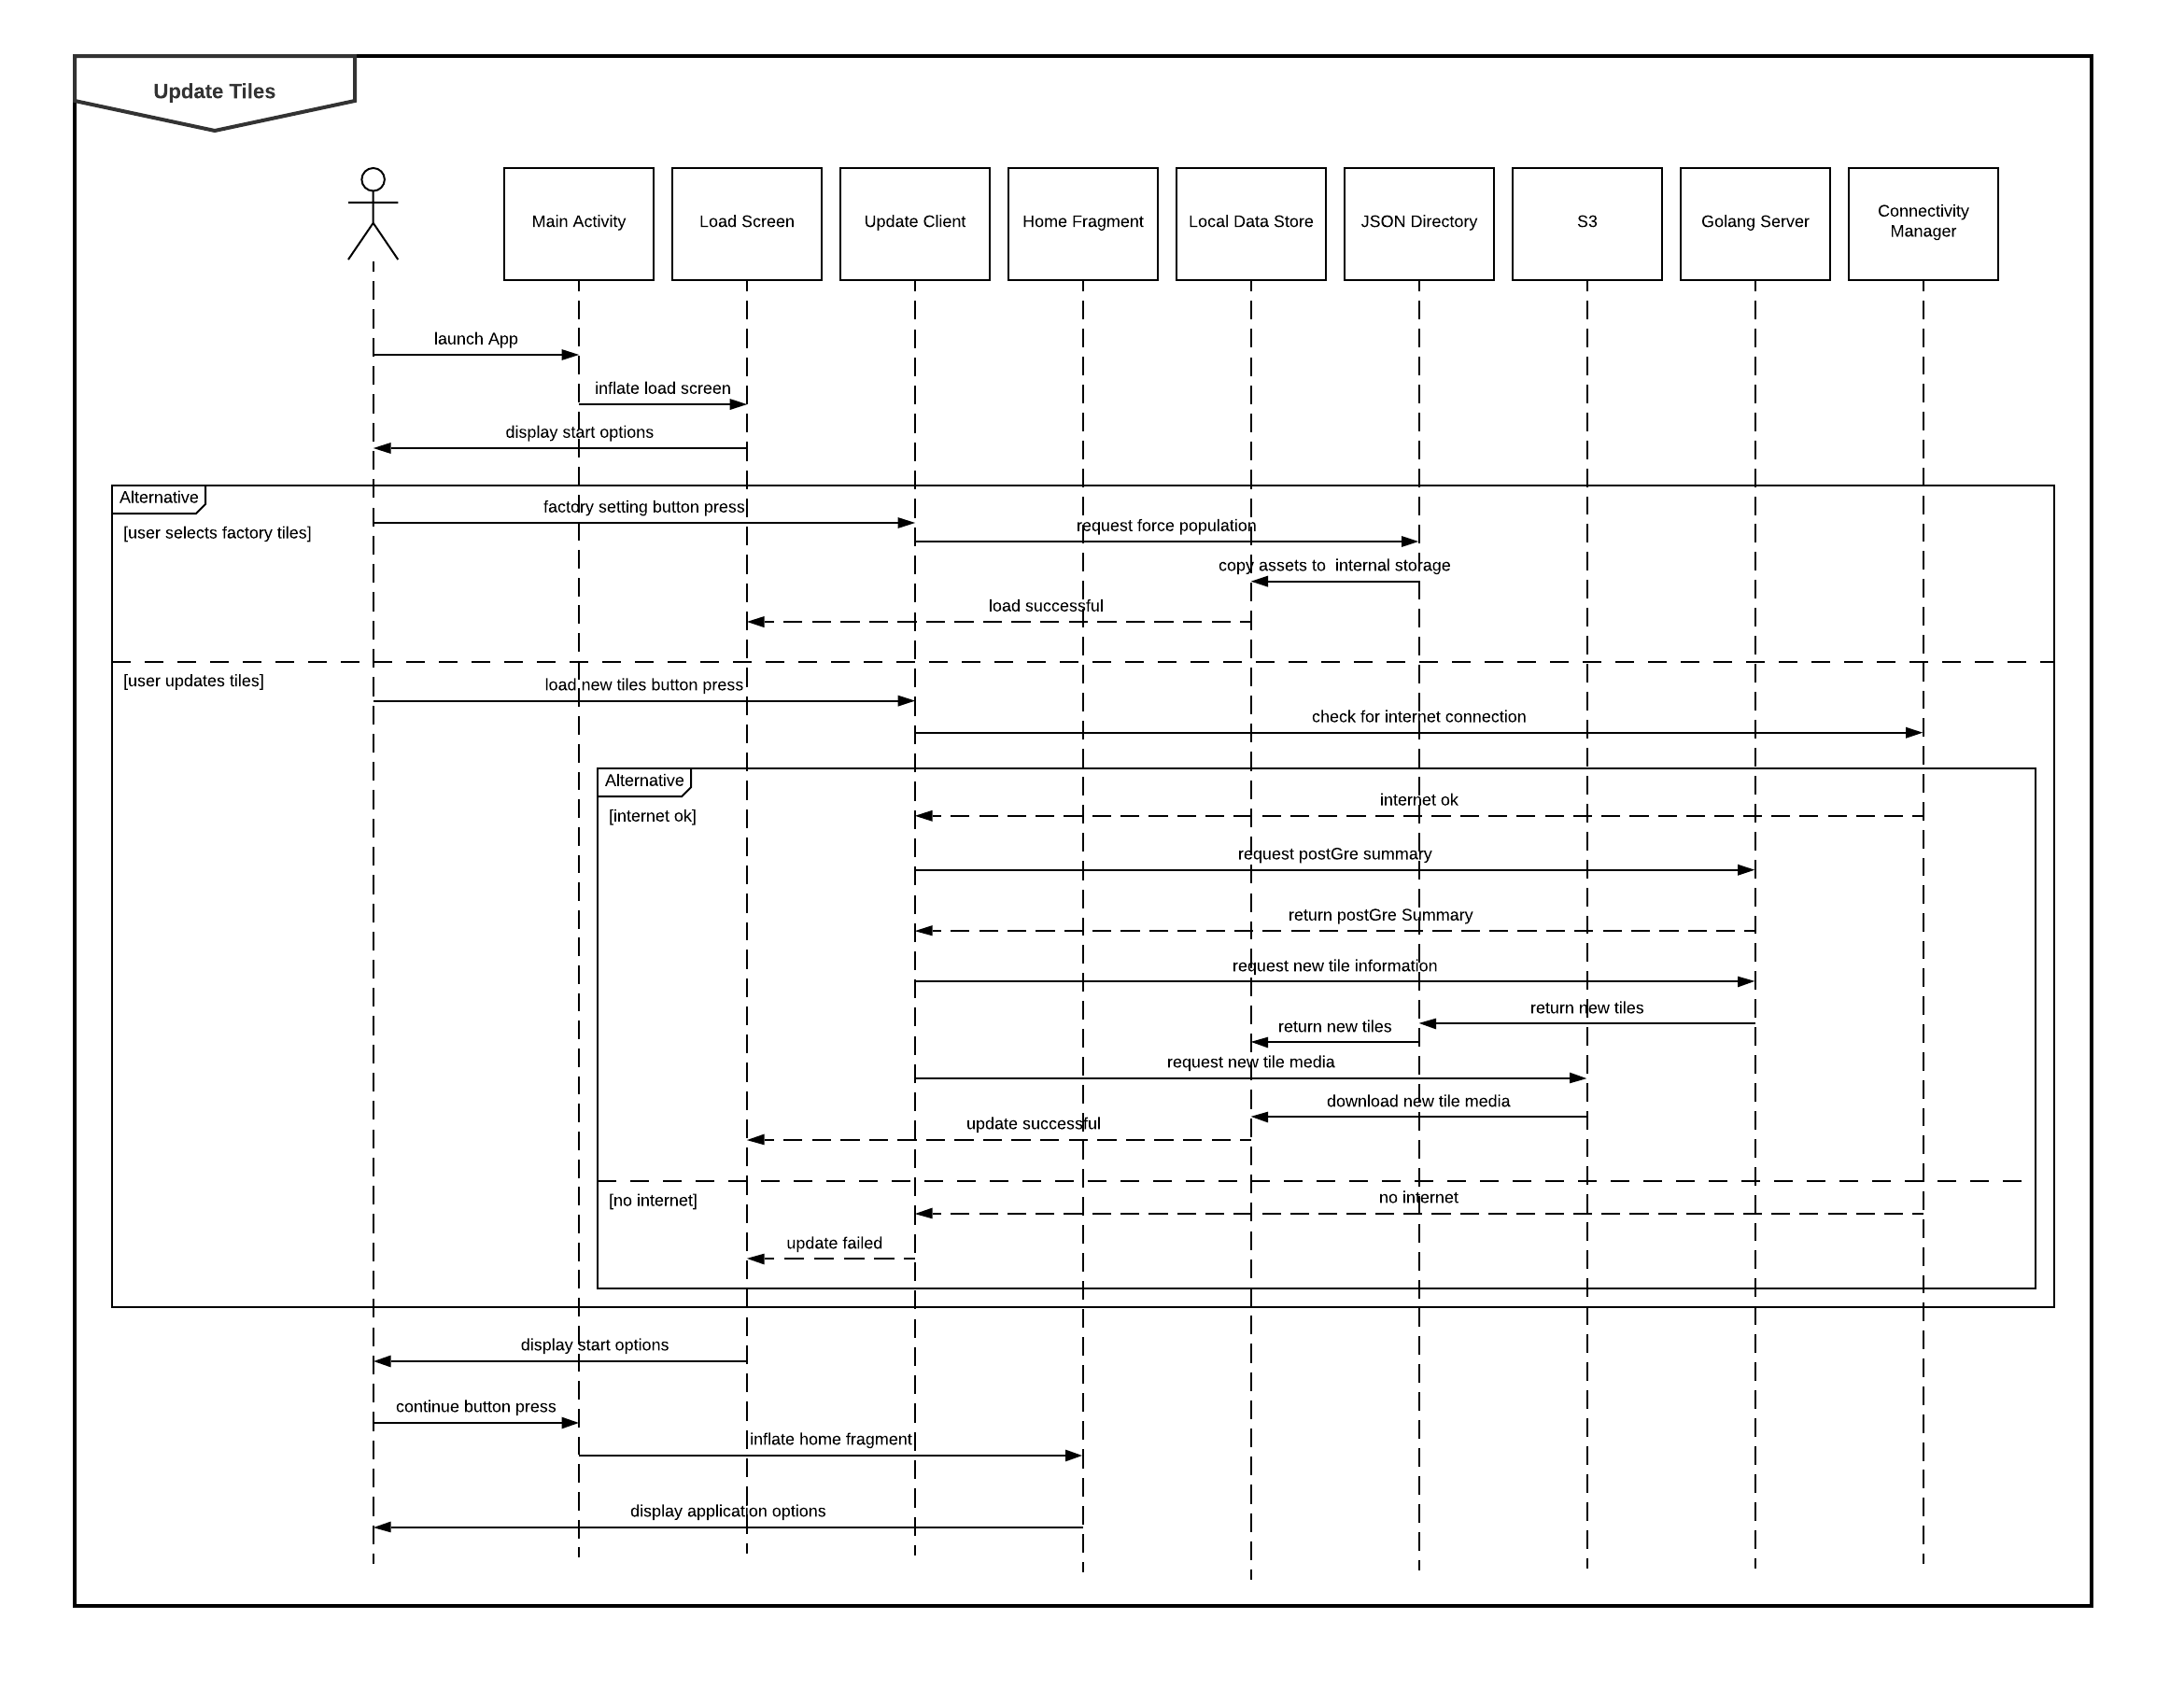 Update Tiles
Main Activity
Load Screen
Update Client
Home Fragment
Local Data Store
JSON Directory
S3
Golang Server
Connectivity
Manager
launch App
inflate load screen
display start options
Alternative
factory setting button press
[user selects factory tiles]
request force population
copy assets to  internal storage
load successful
[user updates tiles]
load new tiles button press
check for internet connection
Alternative
internet ok
[internet ok]
request postGre summary
return postGre Summary
request new tile information
return new tiles
return new tiles
request new tile media
download new tile media
update successful
no internet
[no internet]
update failed
display start options
continue button press
inflate home fragment
display application options